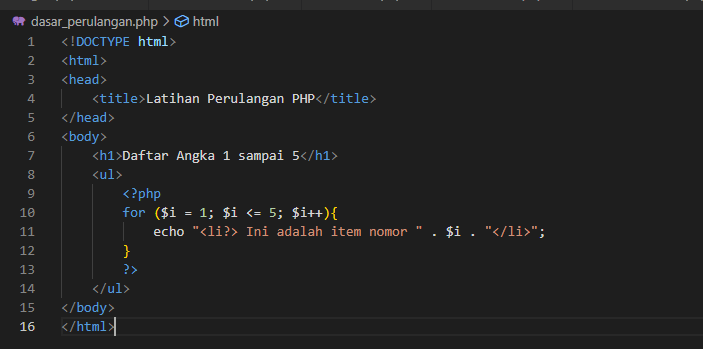 dasar_perulangan.php > html
1 <!DOCTYPE html>
2 <html>
3 <head>
4     <title>Latihan Perulangan PHP</title>
5 </head>
6 <body>
7     <h1>Daftar Angka 1 sampai 5</h1>
8     <ul>
9         <?php
10         for ($i = 1; $i <= 5; $i++){
11             echo "<li?> Ini adalah item nomor " . $i . "</li>";
12         }
13         ?>
14     </ul>
15 </body>
16 </html>